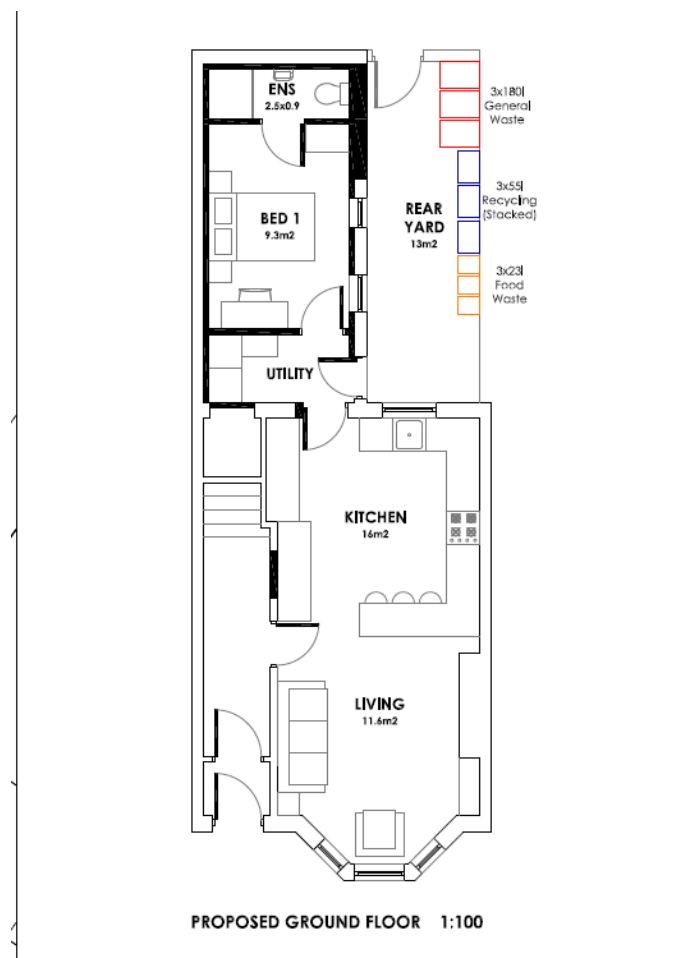 ENS
2.5x0.9
3x180l
General
Waste
BED 1
9.3m2
REAR
YARD
13m2
3x55l
Recycling
(Stacked)
3x23l
Food
Waste
UTILITY
KITCHEN
16m2
LIVING
11.6m2
PROPOSED GROUND FLOOR 1:100